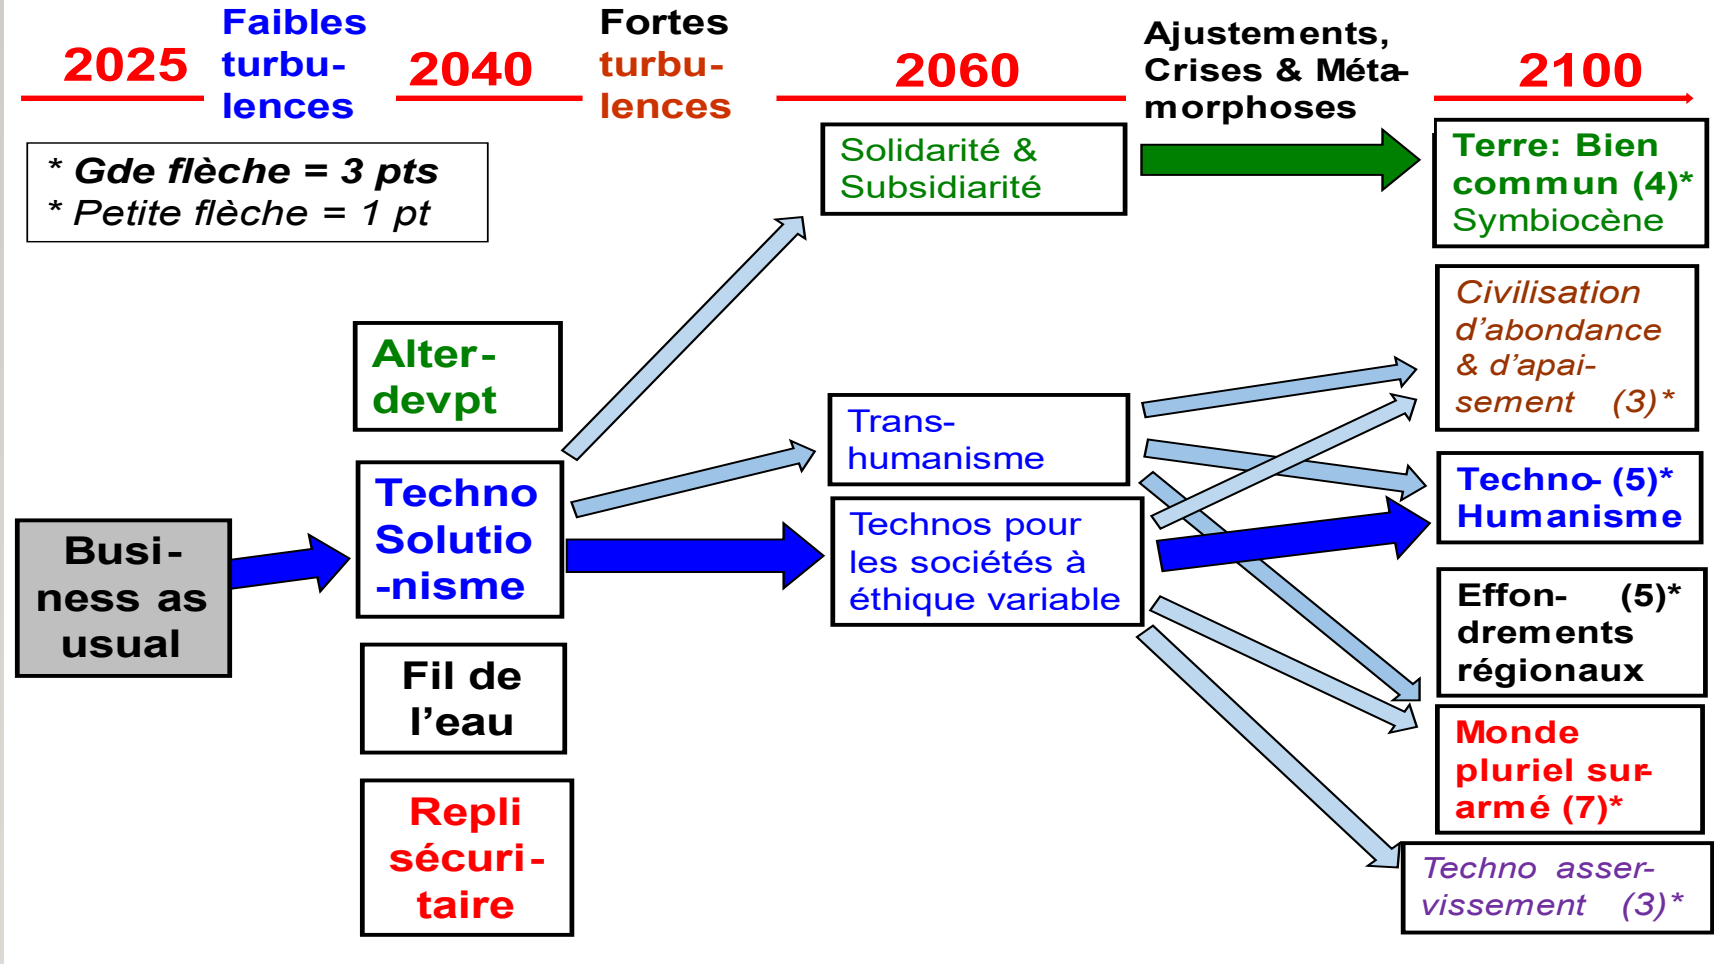 2025
Faibles
turbu-
lences
2040
Fortes
turbu-
lences
2060
Ajustements,
Crises & Méta-
morphoses
2100
* Gde flèche = 3 pts
* Petite flèche = 1 pt
Busi-
ness as
usual
Alter-
devpt
Techno
Solutio
-nisme
Fil de
l'eau
Repli
sécuri-
taire
Solidarité &
Subsidiarité
Trans-
humanisme
Technos pour
les sociétés à
éthique variable
Terre: Bien
commun (4)*
Symbiocène
Civilisation
d'abondance
& d'apai-
sement (3)*
Techno- (5)*
Humanisme
Effon- (5)*
drements
régionaux
Monde
pluriel sur-
armé (7)*
Techno asser-
vissement (3)*